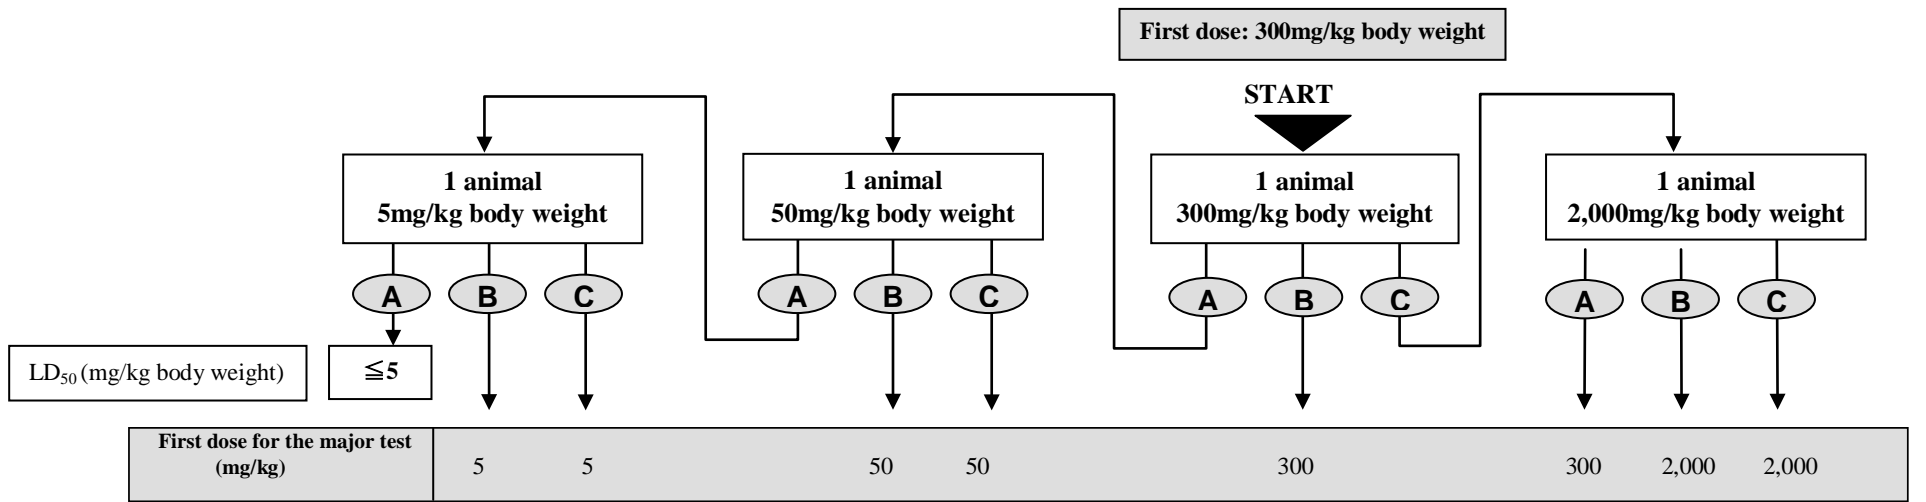 First dose: 300mg/kg body weight
START
1 animal
5mg/kg body weight
1 animal
50mg/kg body weight
1 animal
300mg/kg body weight
1 animal
2,000mg/kg body weight
A B C A B C A B C A B C
LD50 (mg/kg body weight) ≦5
First dose for the major test
(mg/kg) 5 5 50 50 300 300 2,000 2,000